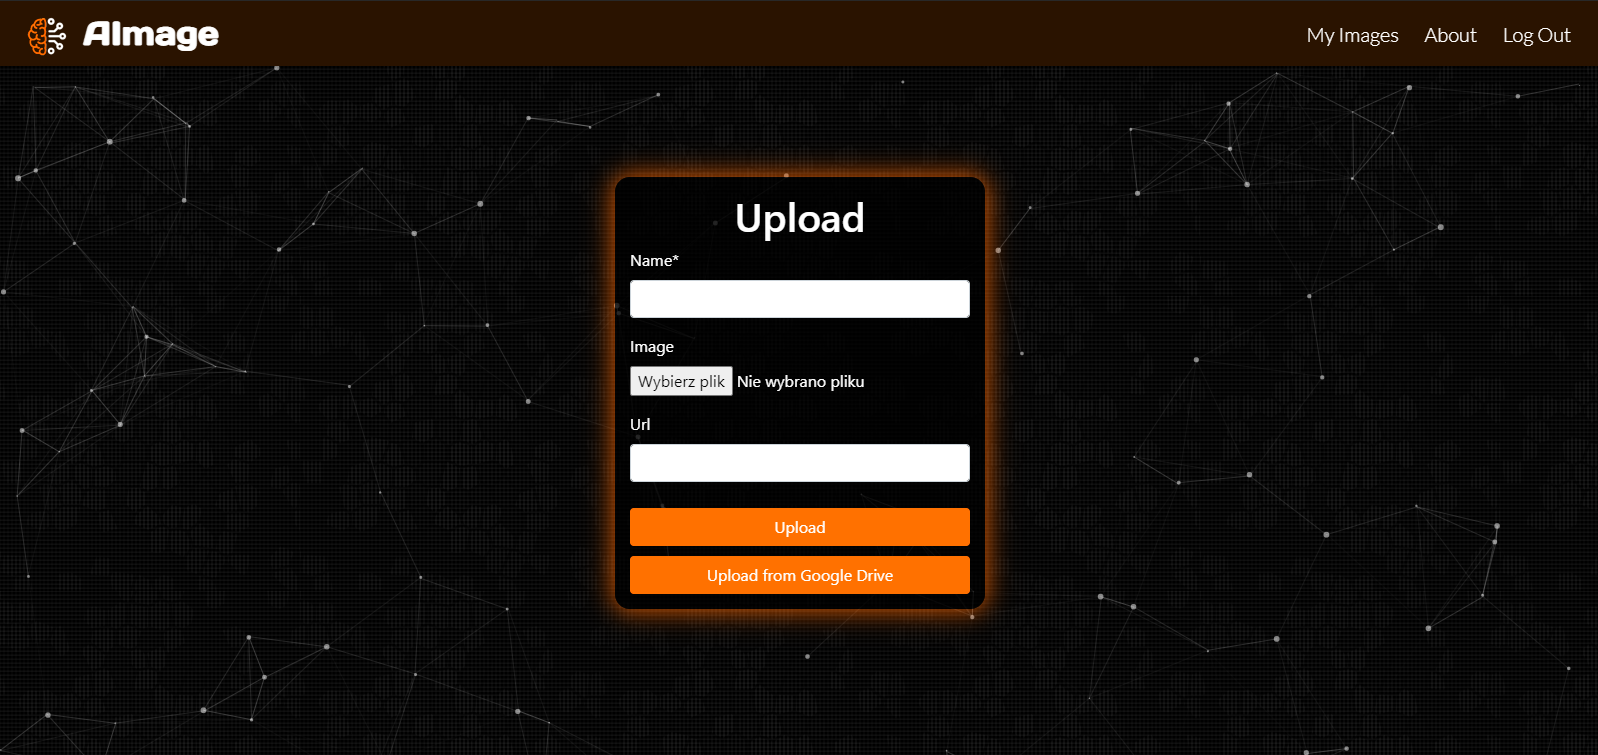 AImage
My Images
About
Log Out
Upload
Name*
Image
Wybierz plik Nie wybrano pliku
Url
Upload
Upload from Google Drive